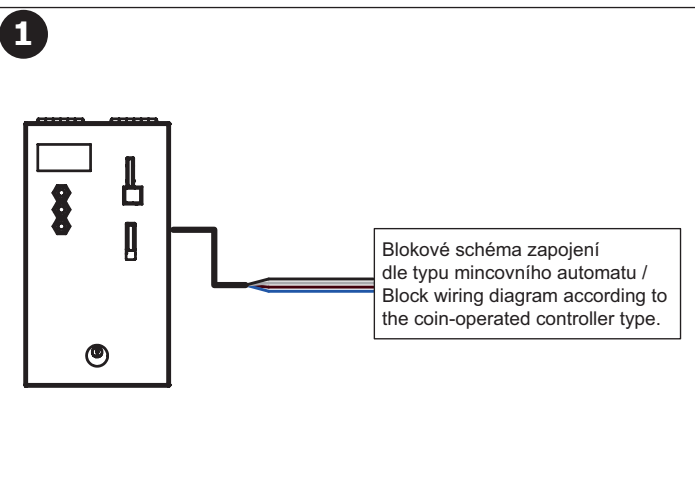 1
Blokové schéma zapojení
dle typu mincovního automatu /
Block wiring diagram according to
the coin-operated controller type.